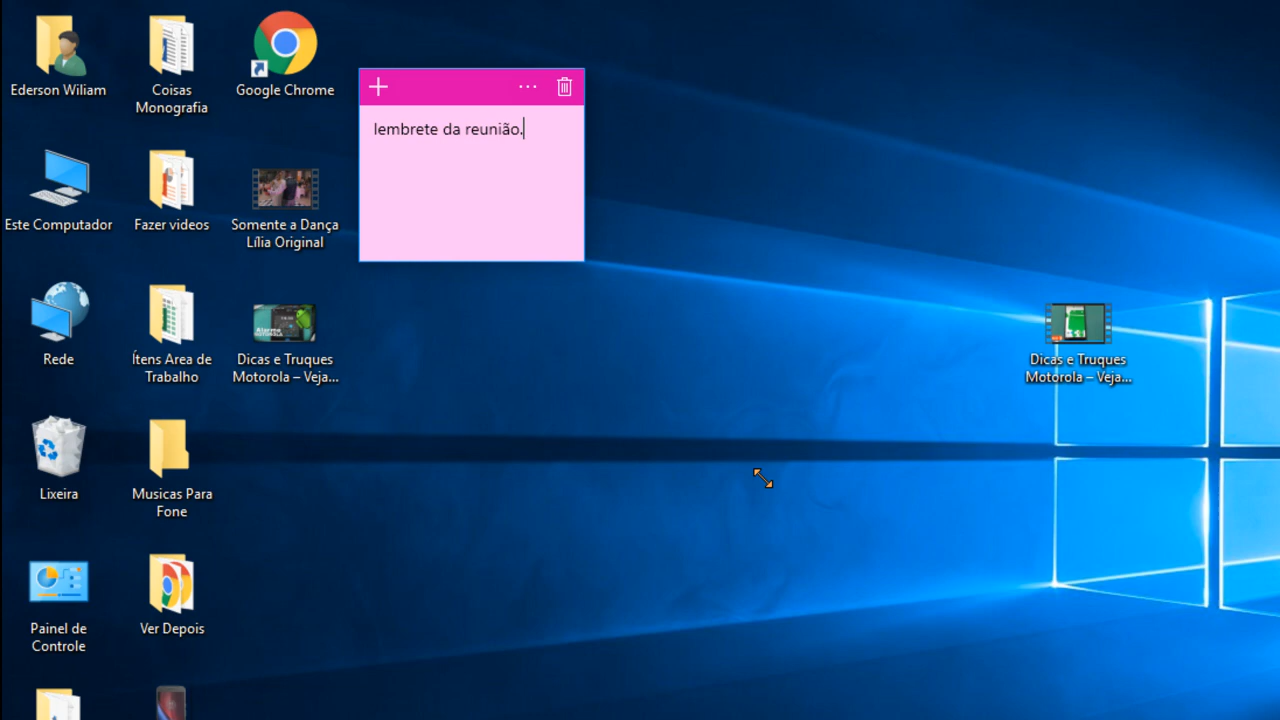 Ederson Wiliam
Coisas
Monografia
Google Chrome
lembrete da reunião.
Este Computador
Fazer videos
Somente a Dança
Lília Original
Rede
Ítens Area de
Trabalho
Dicas e Truques
Motorola – Veja...
Dicas e Truques
Motorola – Veja...
Lixeira
Musicas Para
Fone
Painel de
Controle
Ver Depois